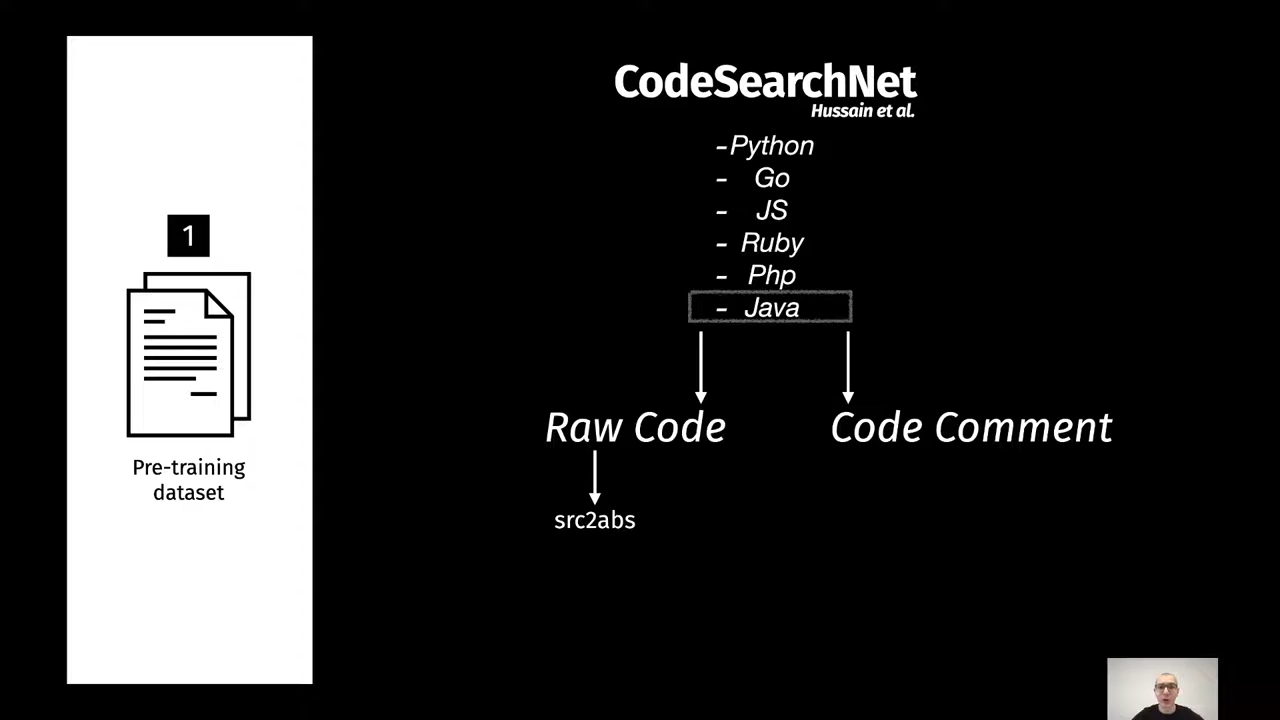 1
Pre-training
dataset
CodeSearchNet
Hussain et al.
-Python
- Go
- JS
- Ruby
- Php
- Java
Raw Code
Code Comment
src2abs